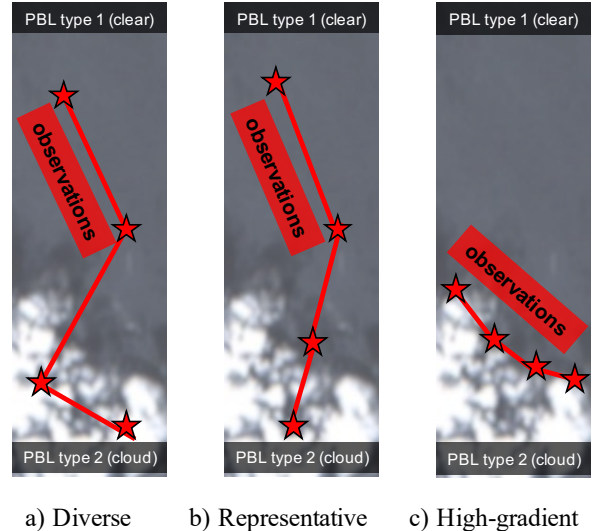 PBL type 1 (clear)
observations
PBL type 2 (cloud)
a) Diverse
PBL type 1 (clear)
observations
PBL type 2 (cloud)
b) Representative
PBL type 1 (clear)
observations
PBL type 2 (cloud)
c) High-gradient